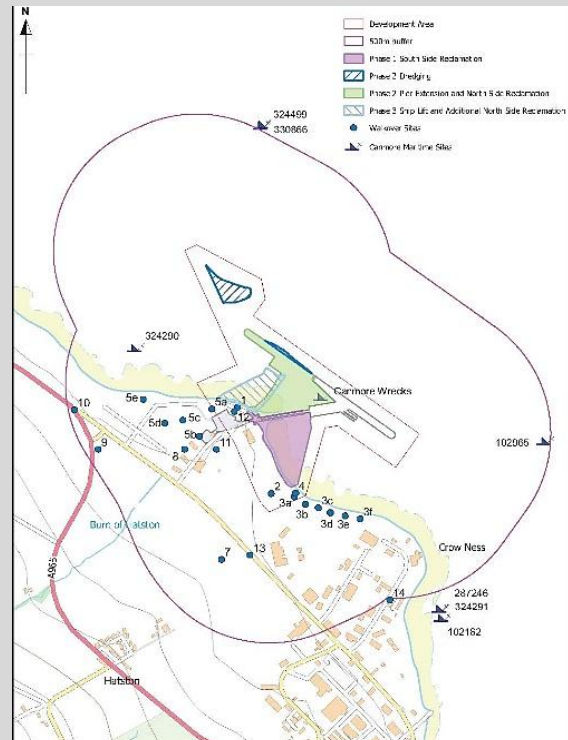 N
Development Area
500m buffer
Phase 1 South Side Reclamation
Phase 2 Dredging
Phase 2 Pier Extension and North Side Reclamation
Phase 3 Ship Lift and Additional North Side Reclamation
Walkover Sites
Canmore Maritime Sites
324499
330666
324290
Canmore Wrecks
5e
5a
1
10
5d
5c
12
5b
9
8
11
102965
2
4
3a
3b
3c
3d
3e
3f
Burn of Hatston
Crow Ness
7
13
A965
14
287246
324291
102162
Hatston